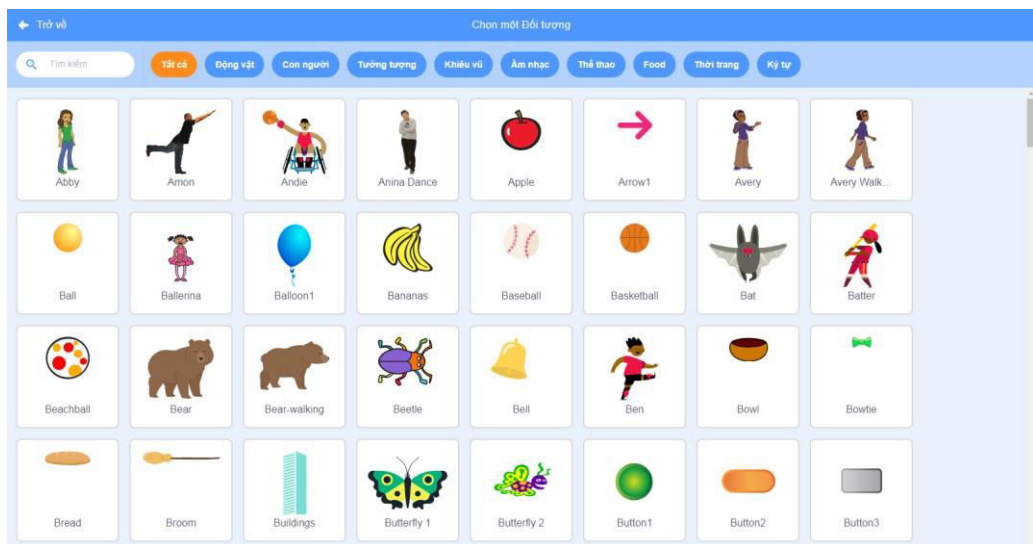 Trở về
Chọn một Đối tượng
Tìm kiếm
Tất cả Động vật Con người Tưởng tượng Khiêu vũ Âm nhạc Thể thao Food Thời trang Ký tự
Abby Amon Andie Anina Dance Apple Arrow1 Avery Avery Walk...
Ball Ballerina Balloon1 Bananas Baseball Basketball Bat Batter
Beachball Bear Bear-walking Beetle Bell Ben Bowl Bowtie
Bread Broom Buildings Butterfly 1 Butterfly 2 Button1 Button2 Button3